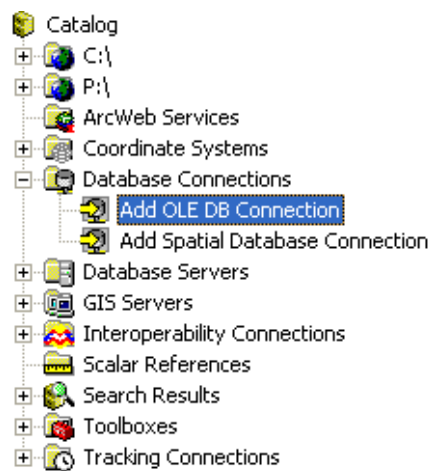 Catalog
C:\
P:\
ArcWeb Services
Coordinate Systems
Database Connections
Add OLE DB Connection
Add Spatial Database Connection
Database Servers
GIS Servers
Interoperability Connections
Scalar References
Search Results
Toolboxes
Tracking Connections